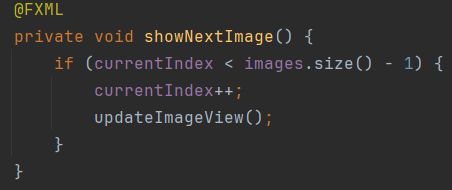 @FXML
private void showNextImage() {
    if (currentIndex < images.size() - 1) {
        currentIndex++;
        updateImageView();
    }
}